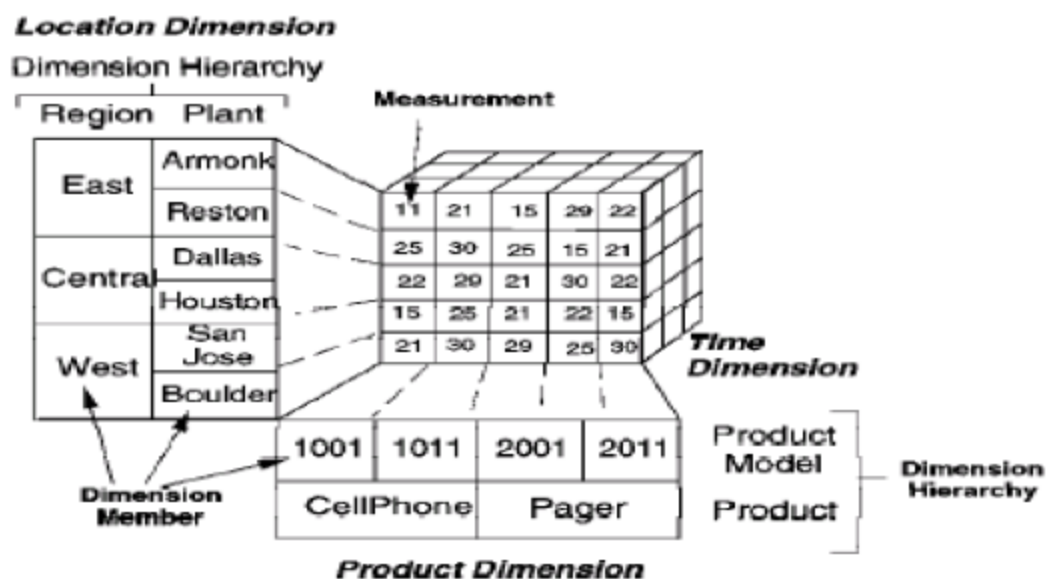 Location Dimension
Dimension Hierarchy
Region Plant
Measurement
East
Armonk
Reston
Central
Dallas
Houston
West
San
Jose
Boulder
11 21 15 29 22
25 30 25 15 21
22 29 21 30 22
15 25 21 22 15
21 30 29 25 30
Time
Dimension
1001 1011 2001 2011
Product
Model
CellPhone Pager
Product
Dimension
Hierarchy
Dimension
Member
Product Dimension